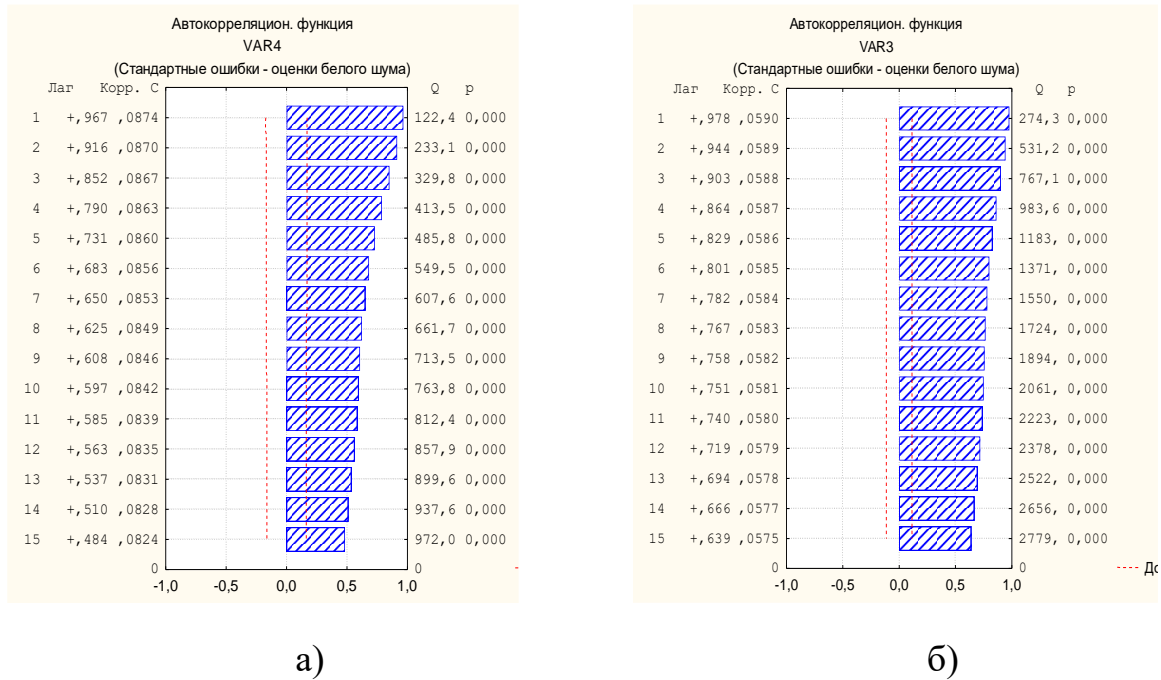 Автокорреляцион. функция
VAR4
(Стандартные ошибки - оценки белого шума)
Лаг Корр. С Q p
1 +,967 ,0874 122,4 0,000
2 +,916 ,0870 233,1 0,000
3 +,852 ,0867 329,8 0,000
4 +,790 ,0863 413,5 0,000
5 +,731 ,0860 485,8 0,000
6 +,683 ,0856 549,5 0,000
7 +,650 ,0853 607,6 0,000
8 +,625 ,0849 661,7 0,000
9 +,608 ,0846 713,5 0,000
10 +,597 ,0842 763,8 0,000
11 +,585 ,0839 812,4 0,000
12 +,563 ,0835 857,9 0,000
13 +,537 ,0831 899,6 0,000
14 +,510 ,0828 937,6 0,000
15 +,484 ,0824 972,0 0,000
0 0
-1,0 -0,5 0,0 0,5 1,0
а)
Автокорреляцион. функция
VAR3
(Стандартные ошибки - оценки белого шума)
Лаг Корр. С Q p
1 +,978 ,0590 274,3 0,000
2 +,944 ,0589 531,2 0,000
3 +,903 ,0588 767,1 0,000
4 +,864 ,0587 983,6 0,000
5 +,829 ,0586 1183, 0,000
6 +,801 ,0585 1371, 0,000
7 +,782 ,0584 1550, 0,000
8 +,767 ,0583 1724, 0,000
9 +,758 ,0582 1894, 0,000
10 +,751 ,0581 2061, 0,000
11 +,740 ,0580 2223, 0,000
12 +,719 ,0579 2378, 0,000
13 +,694 ,0578 2522, 0,000
14 +,666 ,0577 2656, 0,000
15 +,639 ,0575 2779, 0,000
0 0
---- До
-1,0 -0,5 0,0 0,5 1,0
б)